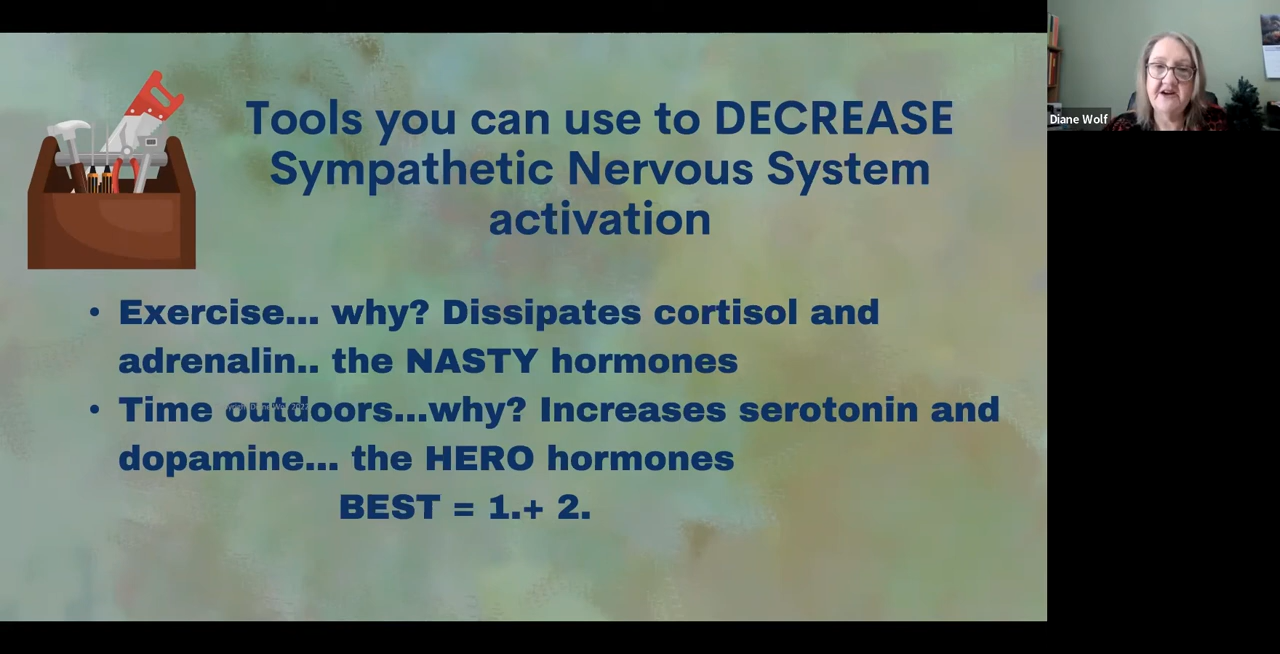 Tools you can use to DECREASE
Sympathetic Nervous System
activation
• Exercise... why? Dissipates cortisol and
adrenalin.. the NASTY hormones
• Time outdoors...why? Increases serotonin and
dopamine... the HERO hormones
BEST = 1.+ 2.
Diane Wolf